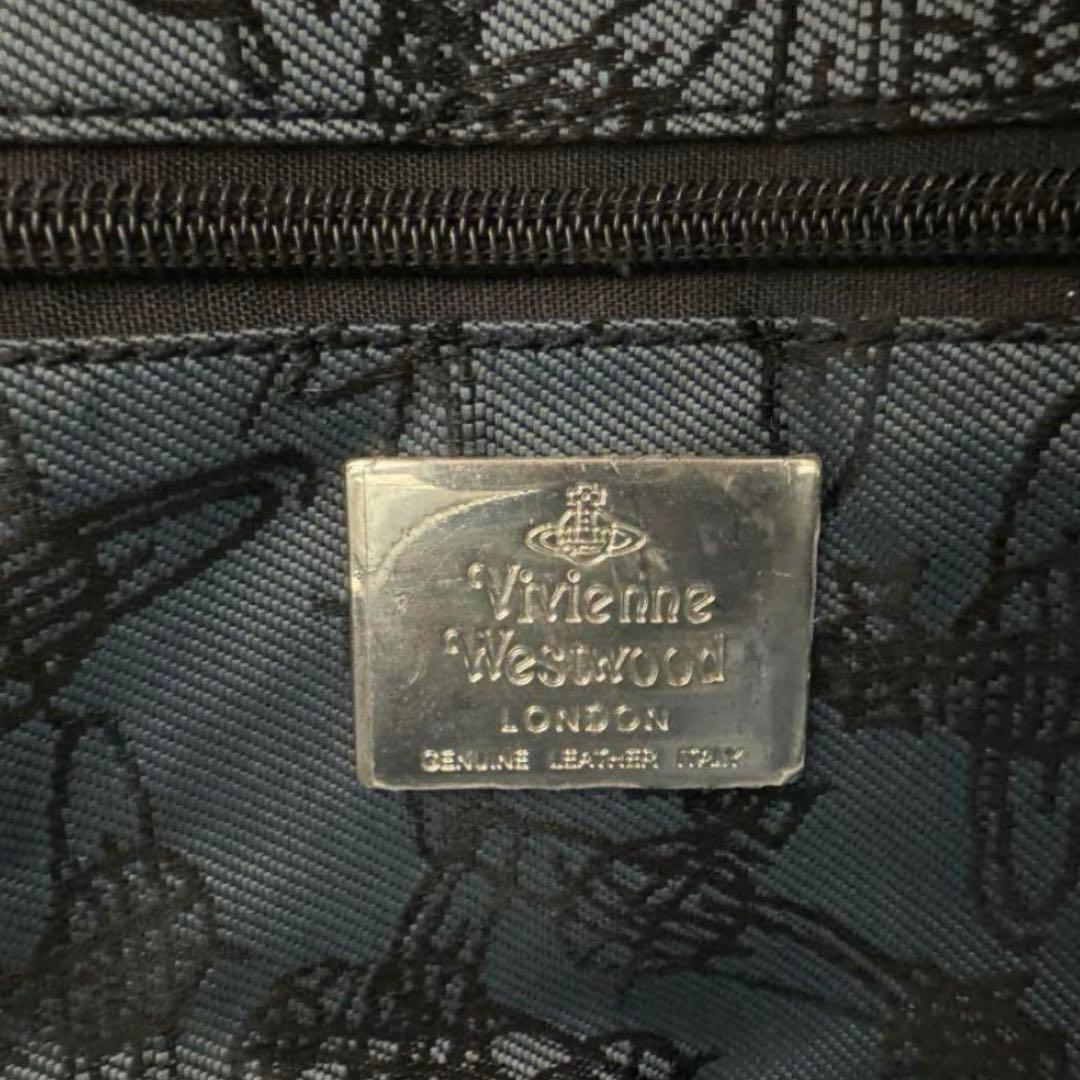 Vivienne
Westwood
LONDON
GENUINE LEATHER ITALY